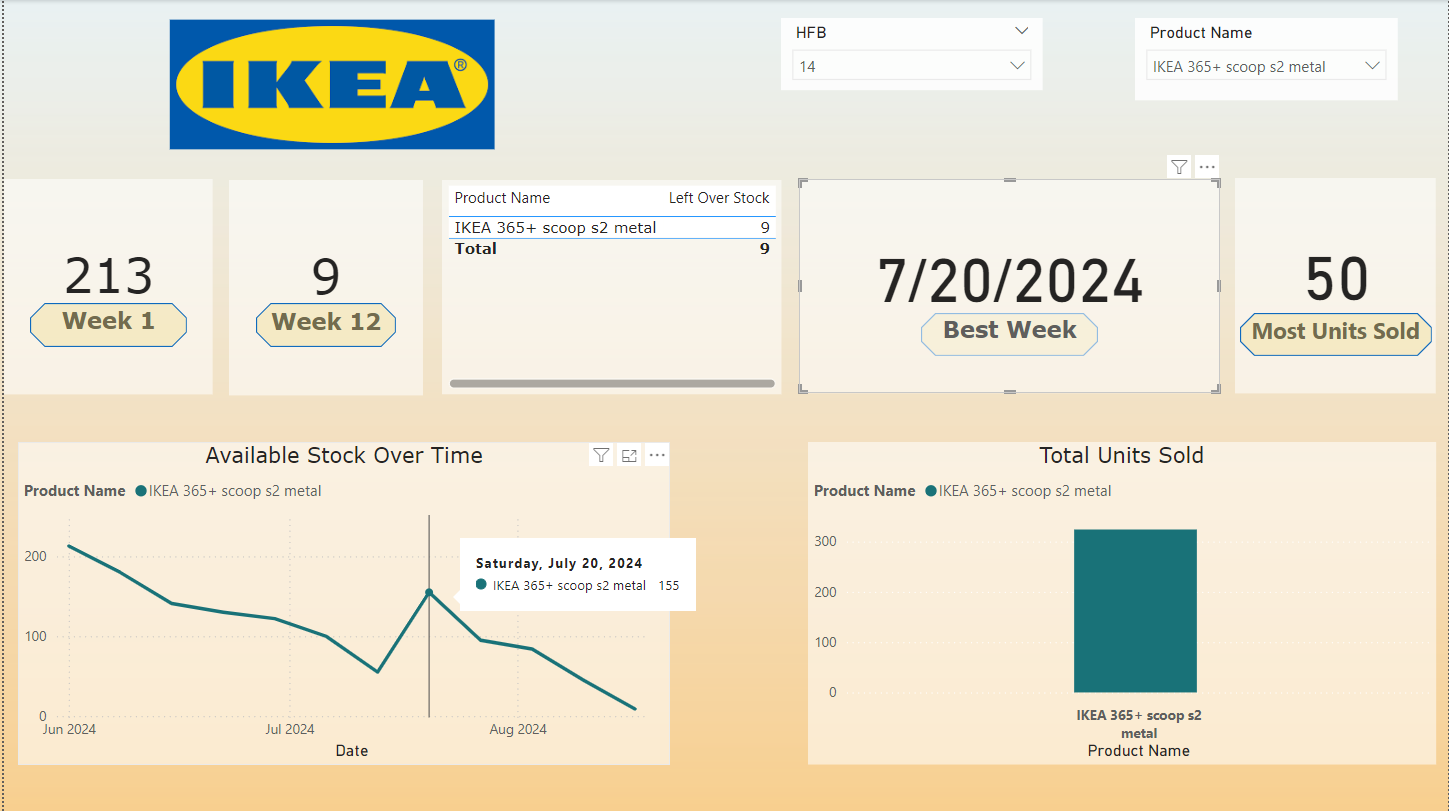 IKEA®
HFB
14
Product Name
IKEA 365+ scoop s2 metal
213
Week 1
9
Week 12
Product Name Left Over Stock
IKEA 365+ scoop s2 metal 9
Total 9
7/20/2024
Best Week
50
Most Units Sold
Available Stock Over Time
Product Name IKEA 365+ scoop s2 metal
200
100
0
Jun 2024 Jul 2024 Aug 2024
Date
Saturday, July 20, 2024
IKEA 365+ scoop s2 metal 155
Total Units Sold
Product Name IKEA 365+ scoop s2 metal
300
200
100
0
IKEA 365+ scoop s2
metal
Product Name